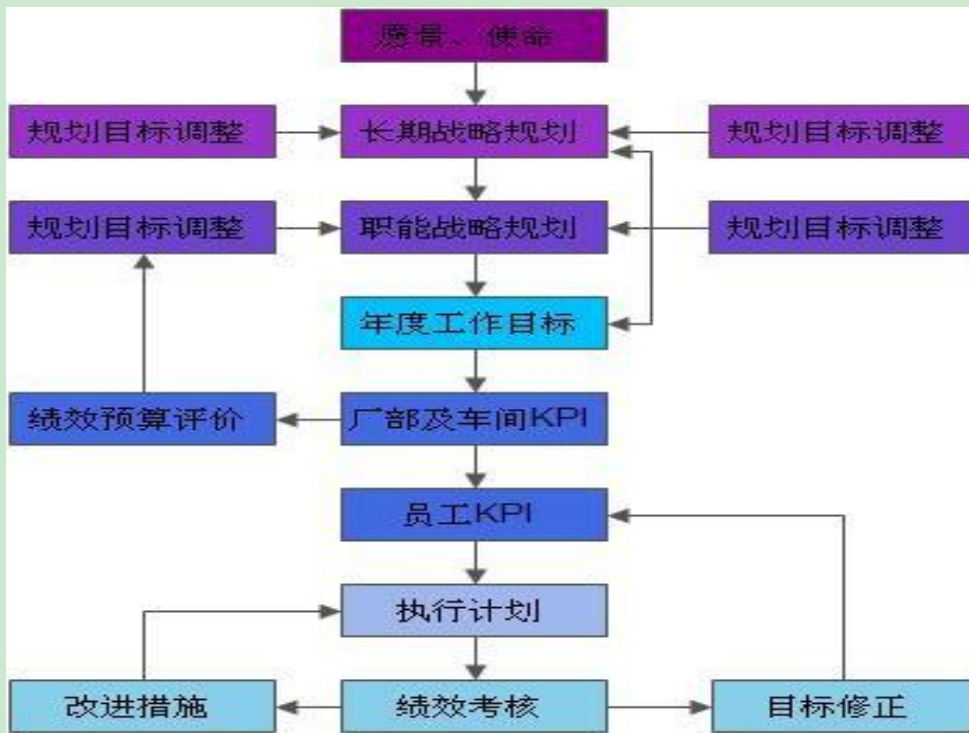 愿景、使命
规划目标调整
长期战略规划
规划目标调整
规划目标调整
职能战略规划
规划目标调整
年度工作目标
绩效预算评价
厂部及车间KPI
员工KPI
执行计划
改进措施
绩效考核
目标修正